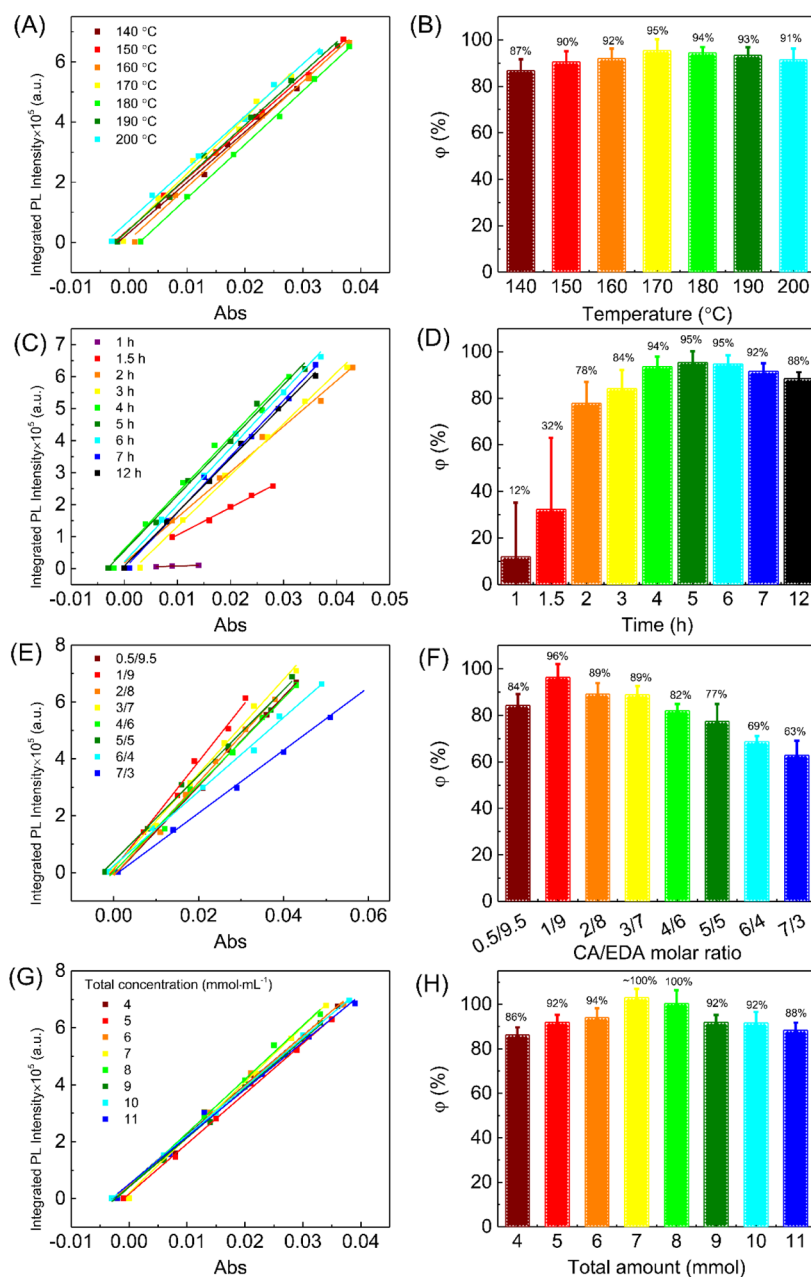 (A)
Integrated PL Intensity×10⁵ (a.u.)
6
4
2
0
140 °C
150 °C
160 °C
170 °C
180 °C
190 °C
200 °C
-0.01 0.00 0.01 0.02 0.03 0.04
Abs
(B)
φ (%)
100
80
60
40
20
0
87% 90% 92% 95% 94% 93% 91%
140 150 160 170 180 190 200
Temperature (°C)
(C)
Integrated PL Intensity×10⁵ (a.u.)
7
6
5
4
3
2
1
0
1 h
1.5 h
2 h
3 h
4 h
5 h
6 h
7 h
12 h
-0.01 0.00 0.01 0.02 0.03 0.04 0.05
Abs
(D)
φ (%)
100
80
60
40
20
0
12% 32% 78% 84% 94% 95% 95% 92% 88%
1 1.5 2 3 4 5 6 7 12
Time (h)
(E)
Integrated PL Intensity×10⁵ (a.u.)
8
6
4
2
0
0.5/9.5
1/9
2/8
3/7
4/6
5/5
6/4
7/3
0.00 0.02 0.04 0.06
Abs
(F)
φ (%)
100
80
60
40
20
0
84% 96% 89% 89% 82% 77% 69% 63%
0.5/9.5 1/9 2/8 3/7 4/6 5/5 6/4 7/3
CA/EDA molar ratio
(G)
Integrated PL Intensity×10⁵ (a.u.)
8
6
4
2
0
Total concentration (mmol·mL⁻¹)
4
5
6
7
8
9
10
11
-0.01 0.00 0.01 0.02 0.03 0.04
Abs
(H)
φ (%)
100
80
60
40
20
0
86% 92% 94% ~100% 100% 92% 92% 88%
4 5 6 7 8 9 10 11
Total amount (mmol)